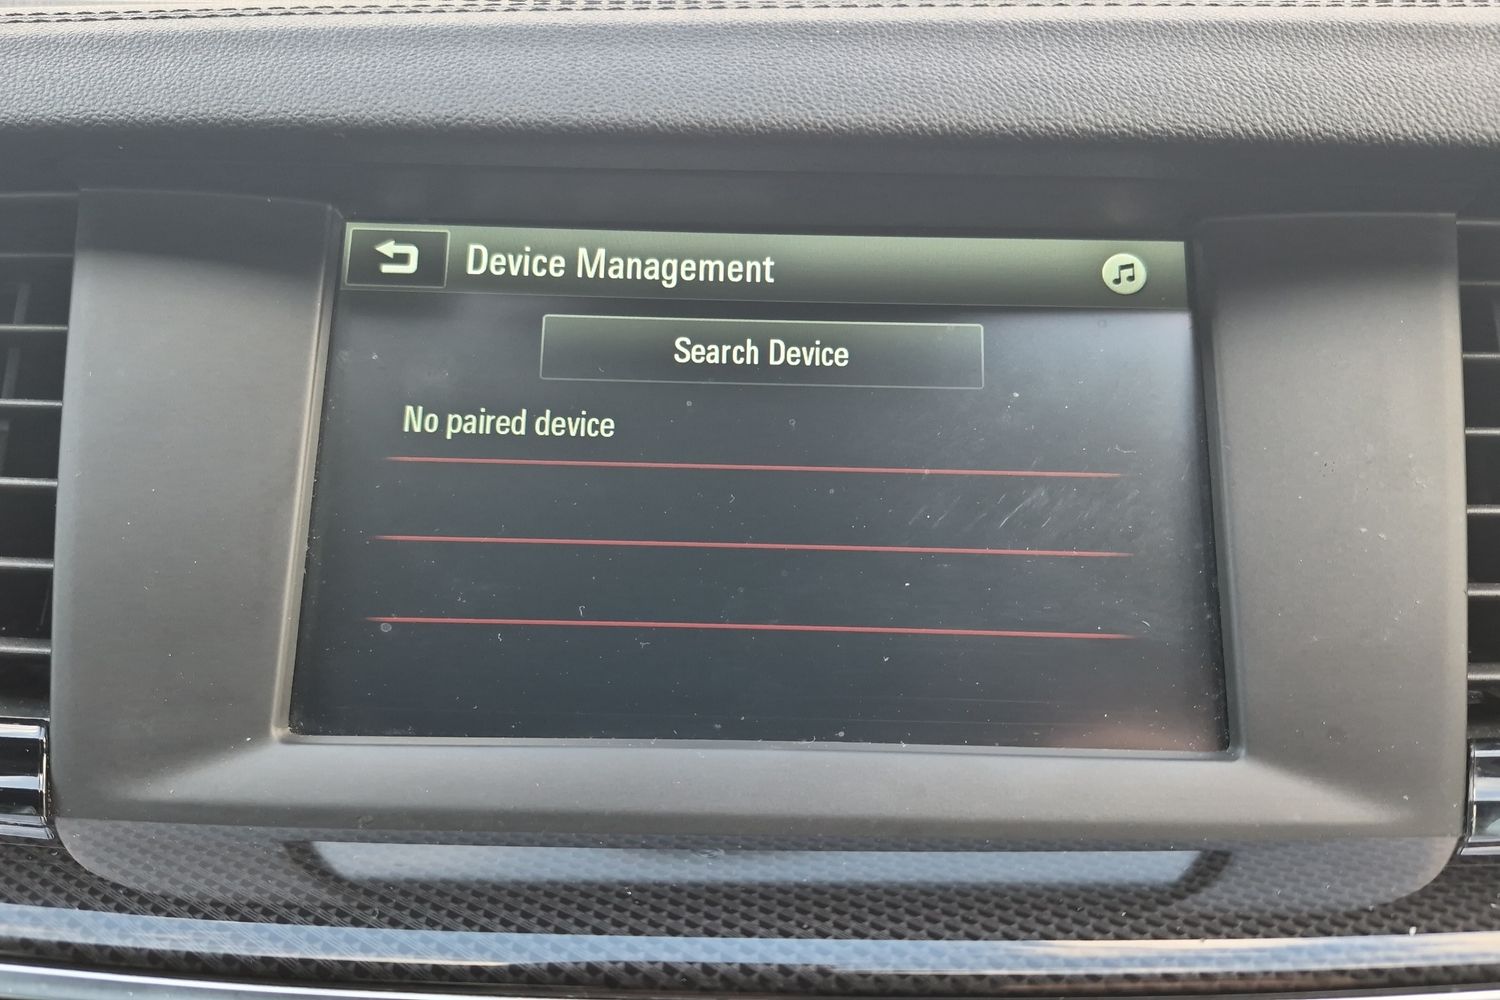 Device Management
Search Device
No paired device